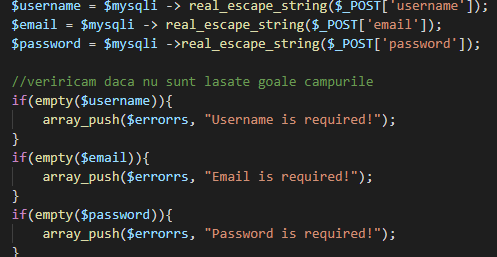 $username = $mysqli -> real_escape_string($_POST['username']);
$email = $mysqli -> real_escape_string($_POST['email']);
$password = $mysqli ->real_escape_string($_POST['password']);
//veriricam daca nu sunt lasate goale campurile
if(empty($username)){
array_push($errorrs, "Username is required!");
}
if(empty($email)){
array_push($errorrs, "Email is required!");
}
if(empty($password)){
array_push($errorrs, "Password is required!");
}